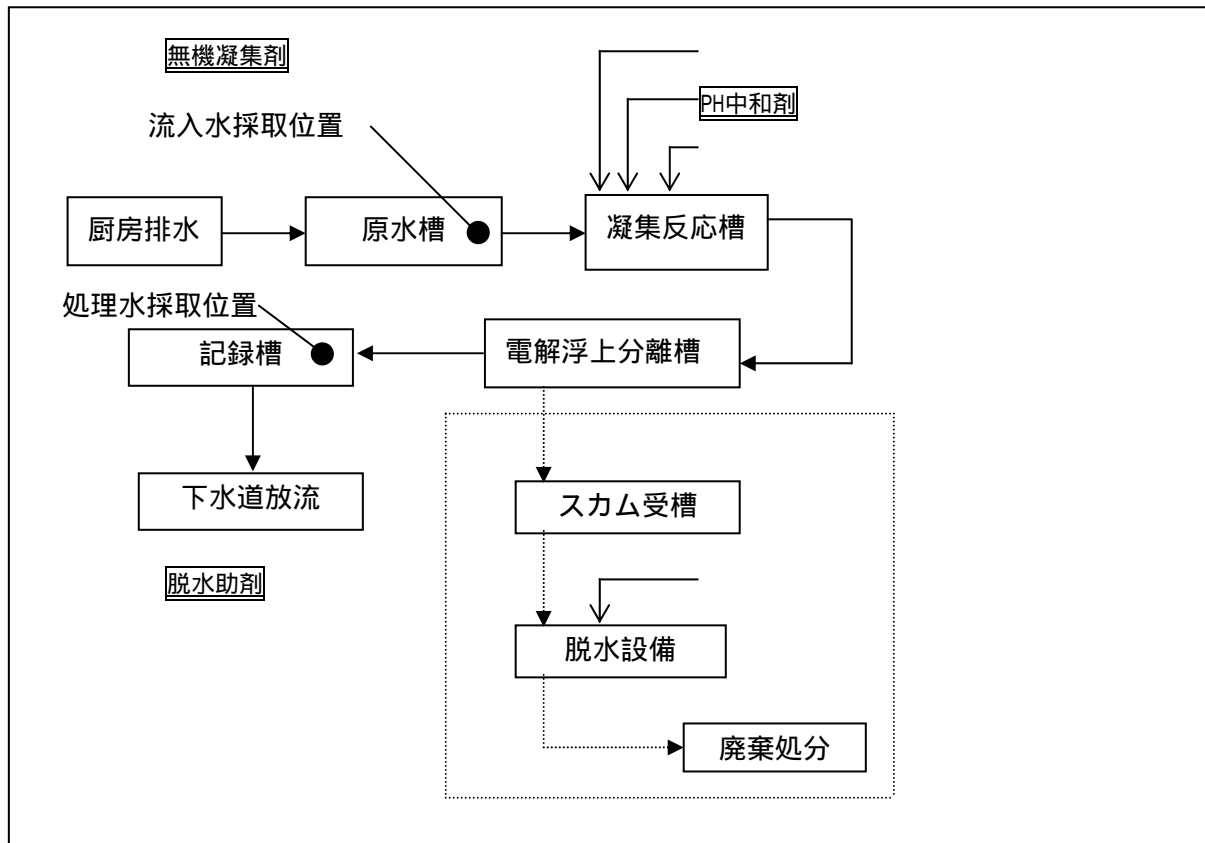 無機凝集剤
PH中和剤
流入水採取位置
厨房排水
原水槽
凝集反応槽
処理水採取位置
記録槽
電解浮上分離槽
下水道放流
スカム受槽
脱水助剤
脱水設備
廃棄処分